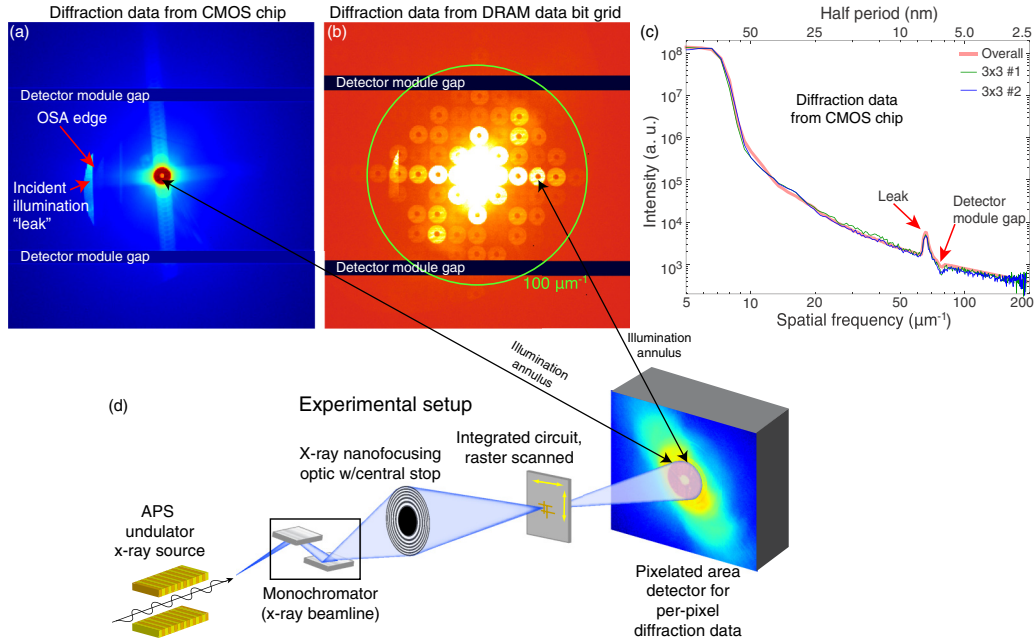 Diffraction data from CMOS chip
(a)
Detector module gap
OSA edge
Incident
illumination
“leak”
Detector module gap
Diffraction data from DRAM data bit grid
(b)
Detector module gap
Detector module gap
100 µm⁻¹
(c)
Half period (nm)
50 25 10 5.0 2.5
10⁸
10⁷
10⁶
10⁵
10⁴
10³
Intensity (a. u.)
Overall
3x3 #1
3x3 #2
Diffraction data
from CMOS chip
Leak
Detector
module gap
5 10 20 50 100 200
Spatial frequency (µm⁻¹)
Illumination
annulus
Illumination
annulus
(d)
Experimental setup
APS
undulator
x-ray source
Monochromator
(x-ray beamline)
X-ray nanofocusing
optic w/central stop
Integrated circuit,
raster scanned
Pixelated area
detector for
per-pixel
diffraction data